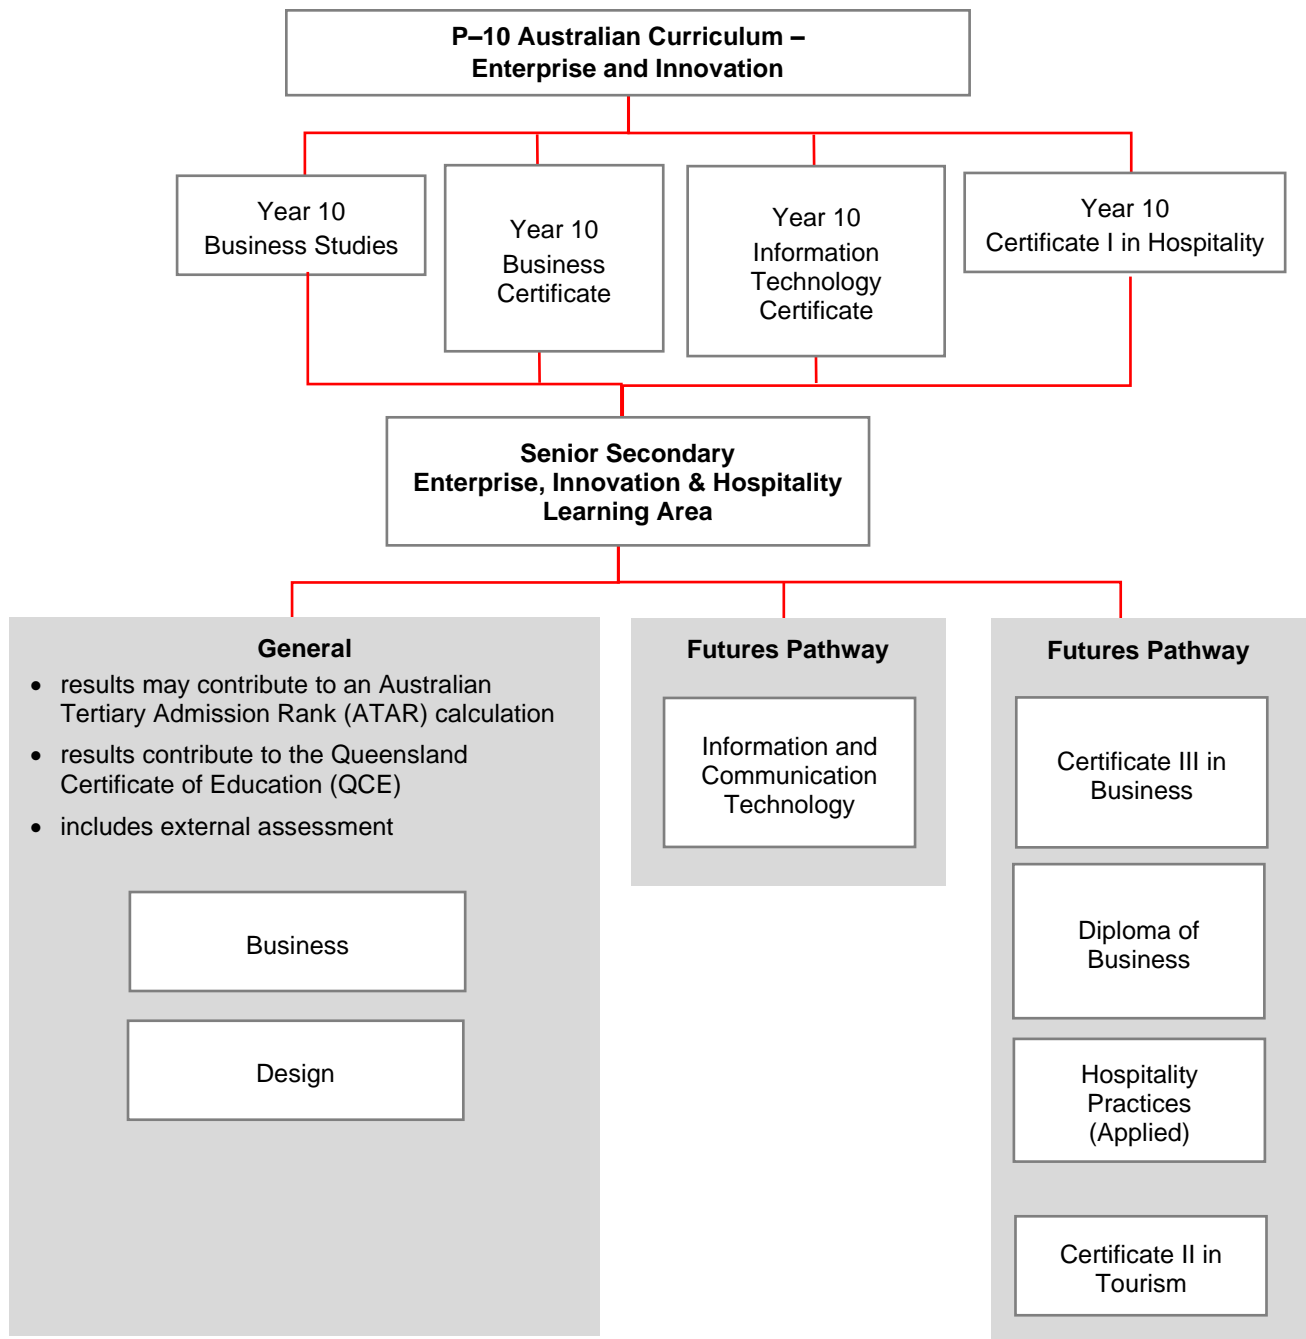 P–10 Australian Curriculum –
Enterprise and Innovation
Year 10
Business Studies
Year 10
Business
Certificate
Year 10
Information
Technology
Certificate
Year 10
Certificate I in Hospitality
Senior Secondary
Enterprise, Innovation & Hospitality
Learning Area
General
• results may contribute to an Australian
Tertiary Admission Rank (ATAR) calculation
• results contribute to the Queensland
Certificate of Education (QCE)
• includes external assessment
Business
Design
Futures Pathway
Information and
Communication
Technology
Futures Pathway
Certificate III in
Business
Diploma of
Business
Hospitality
Practices
(Applied)
Certificate II in
Tourism